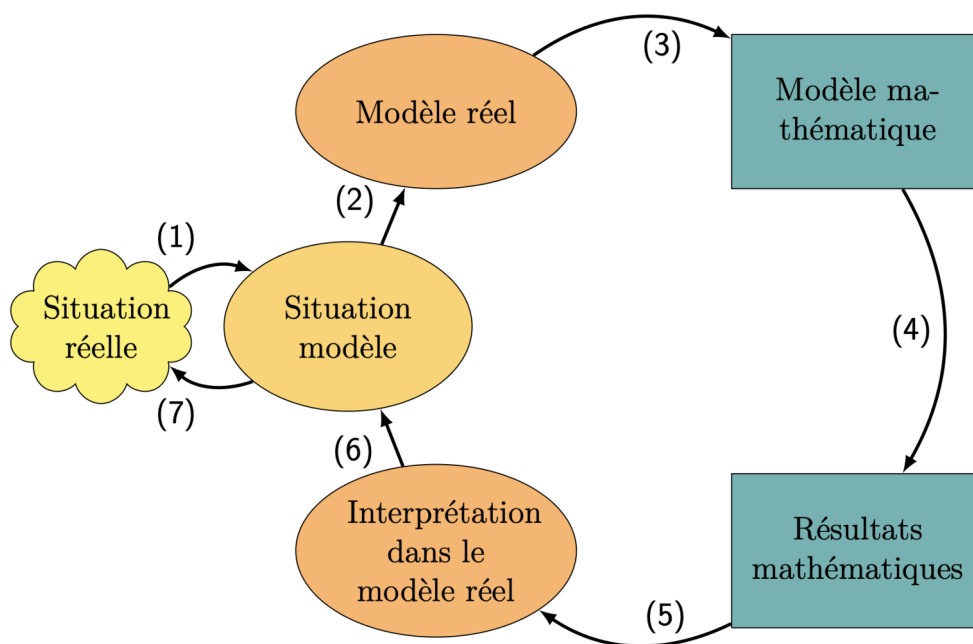 Modèle réel
(3)
Modèle ma-
thématique
(2)
(1)
Situation
réelle
Situation
modèle
(4)
(7)
(6)
Interprétation
dans le
modèle réel
(5)
Résultats
mathématiques